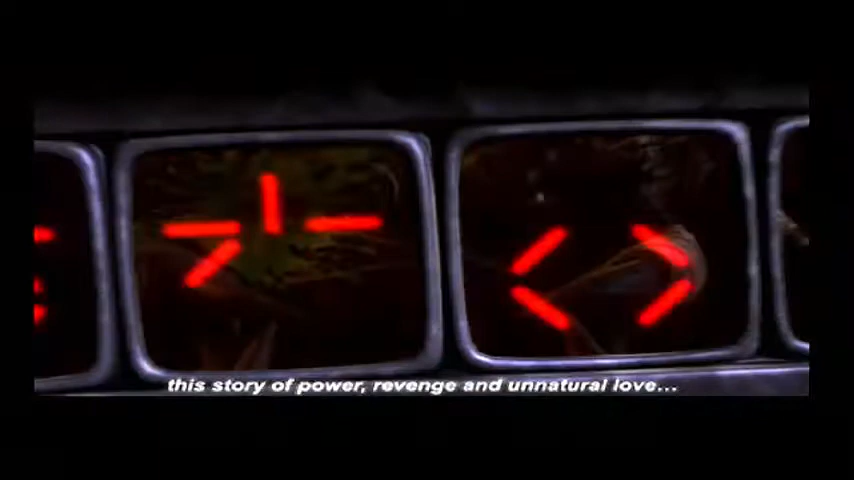 this story of power, revenge and unnatural love...